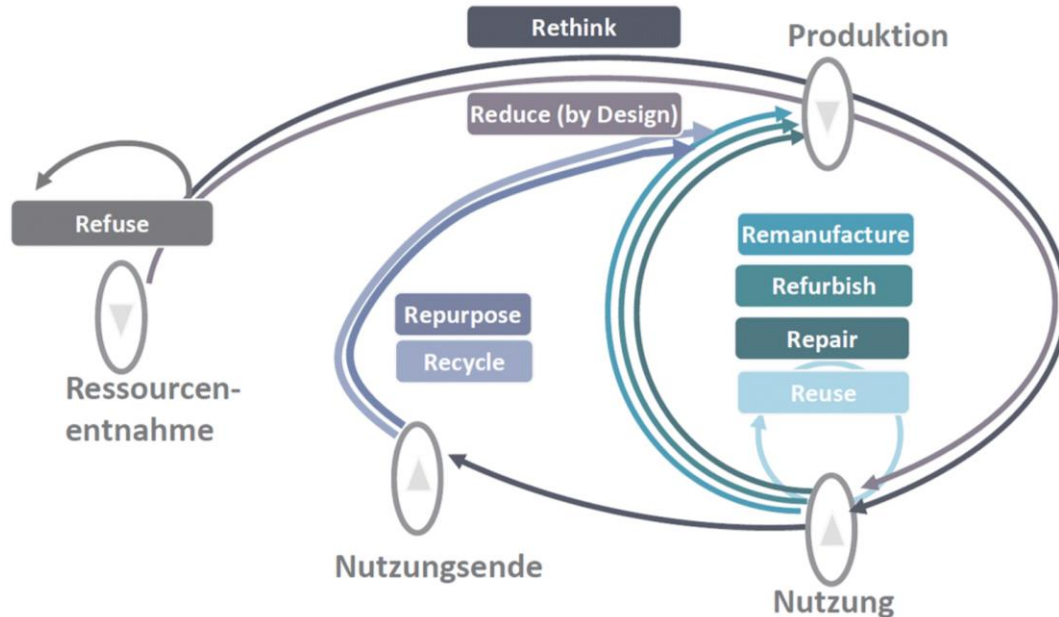 Rethink
Produktion
Reduce (by Design)
Refuse
Remanufacture
Refurbish
Repurpose
Repair
Recycle
Reuse
Ressourcen-
entnahme
Nutzungsende
Nutzung